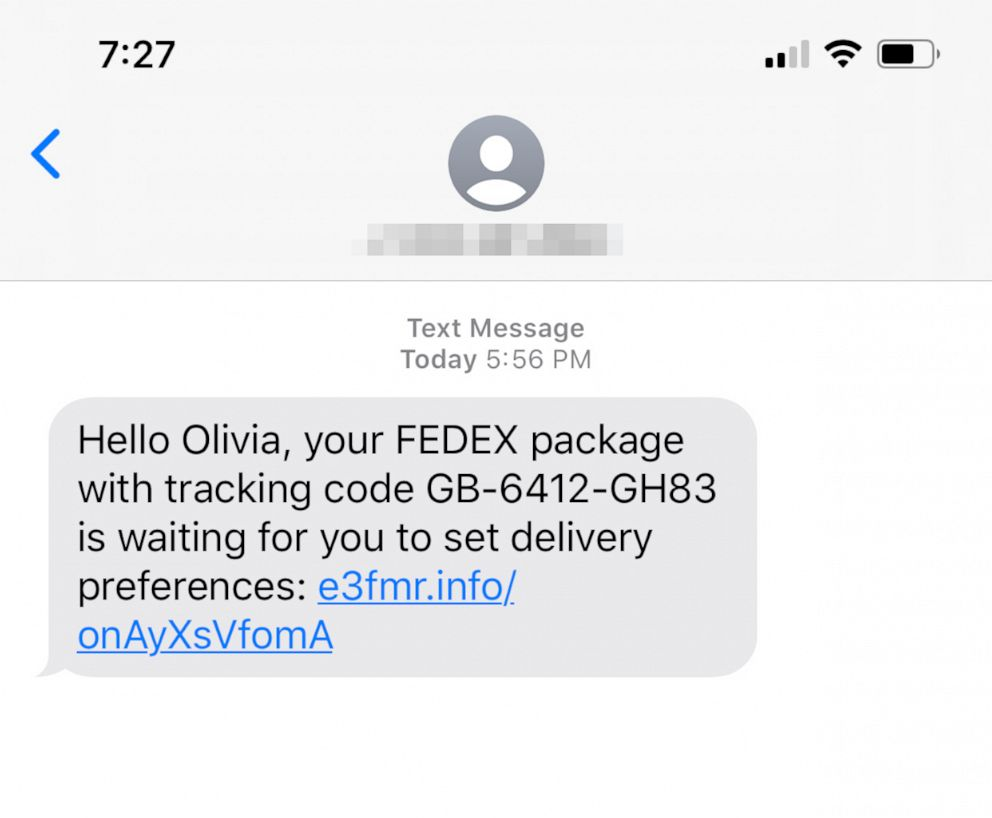 7:27
Text Message
Today 5:56 PM
Hello Olivia, your FEDEX package
with tracking code GB-6412-GH83
is waiting for you to set delivery
preferences: e3fmr.info/
onAyXsVfomA